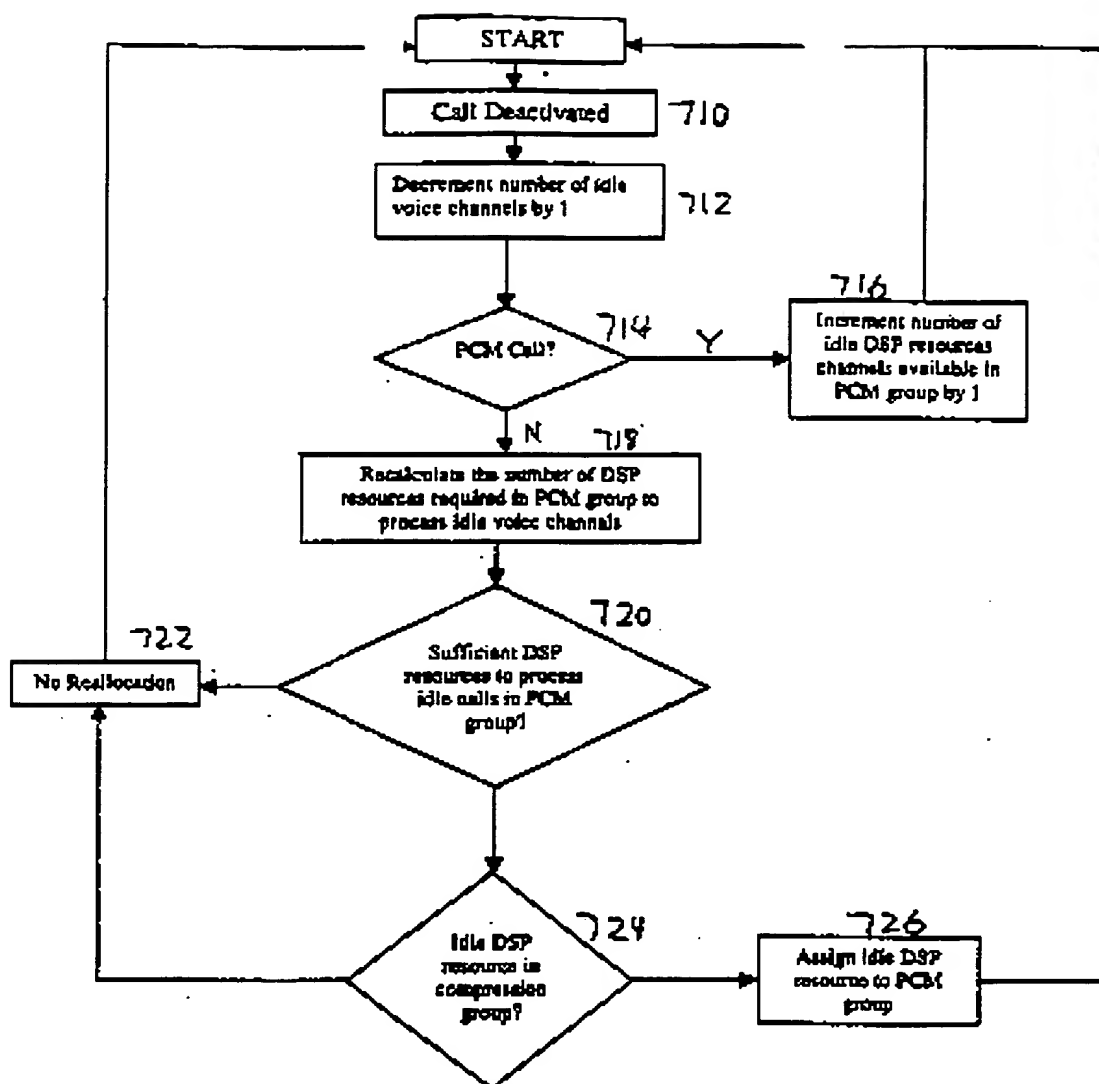 START
Call Deactivated
710
Decrement number of idle
voice channels by 1
712
PCM Call?
714
Y
716
Increment number of
idle DSP resources
channels available in
PCM group by 1
N
718
Recalculate the number of DSP
resources required in PCM group to
process idle voice channels
720
Sufficient DSP
resources to process
idle calls in PCM
group?
722
No Reallocation
724
Idle DSP
resource in
compression
group?
726
Assign idle DSP
resource to PCM
group